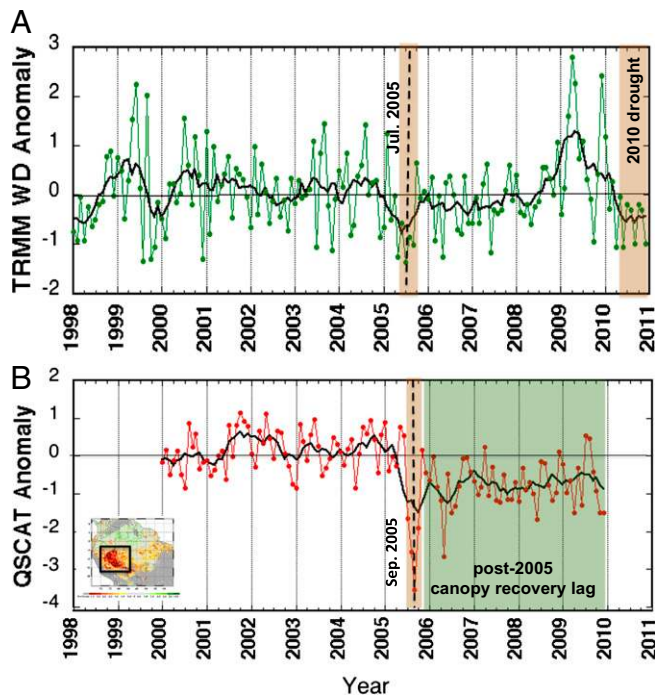 A
TRMM WD Anomaly
3
2
1
0
-1
-2
Jul. 2005
2010 drought
1998 1999 2000 2001 2002 2003 2004 2005 2006 2007 2008 2009 2010 2011
B
QSCAT Anomaly
2
1
0
-1
-2
-3
-4
Sep. 2005
post-2005
canopy recovery lag
1998 1999 2000 2001 2002 2003 2004 2005 2006 2007 2008 2009 2010 2011
Year